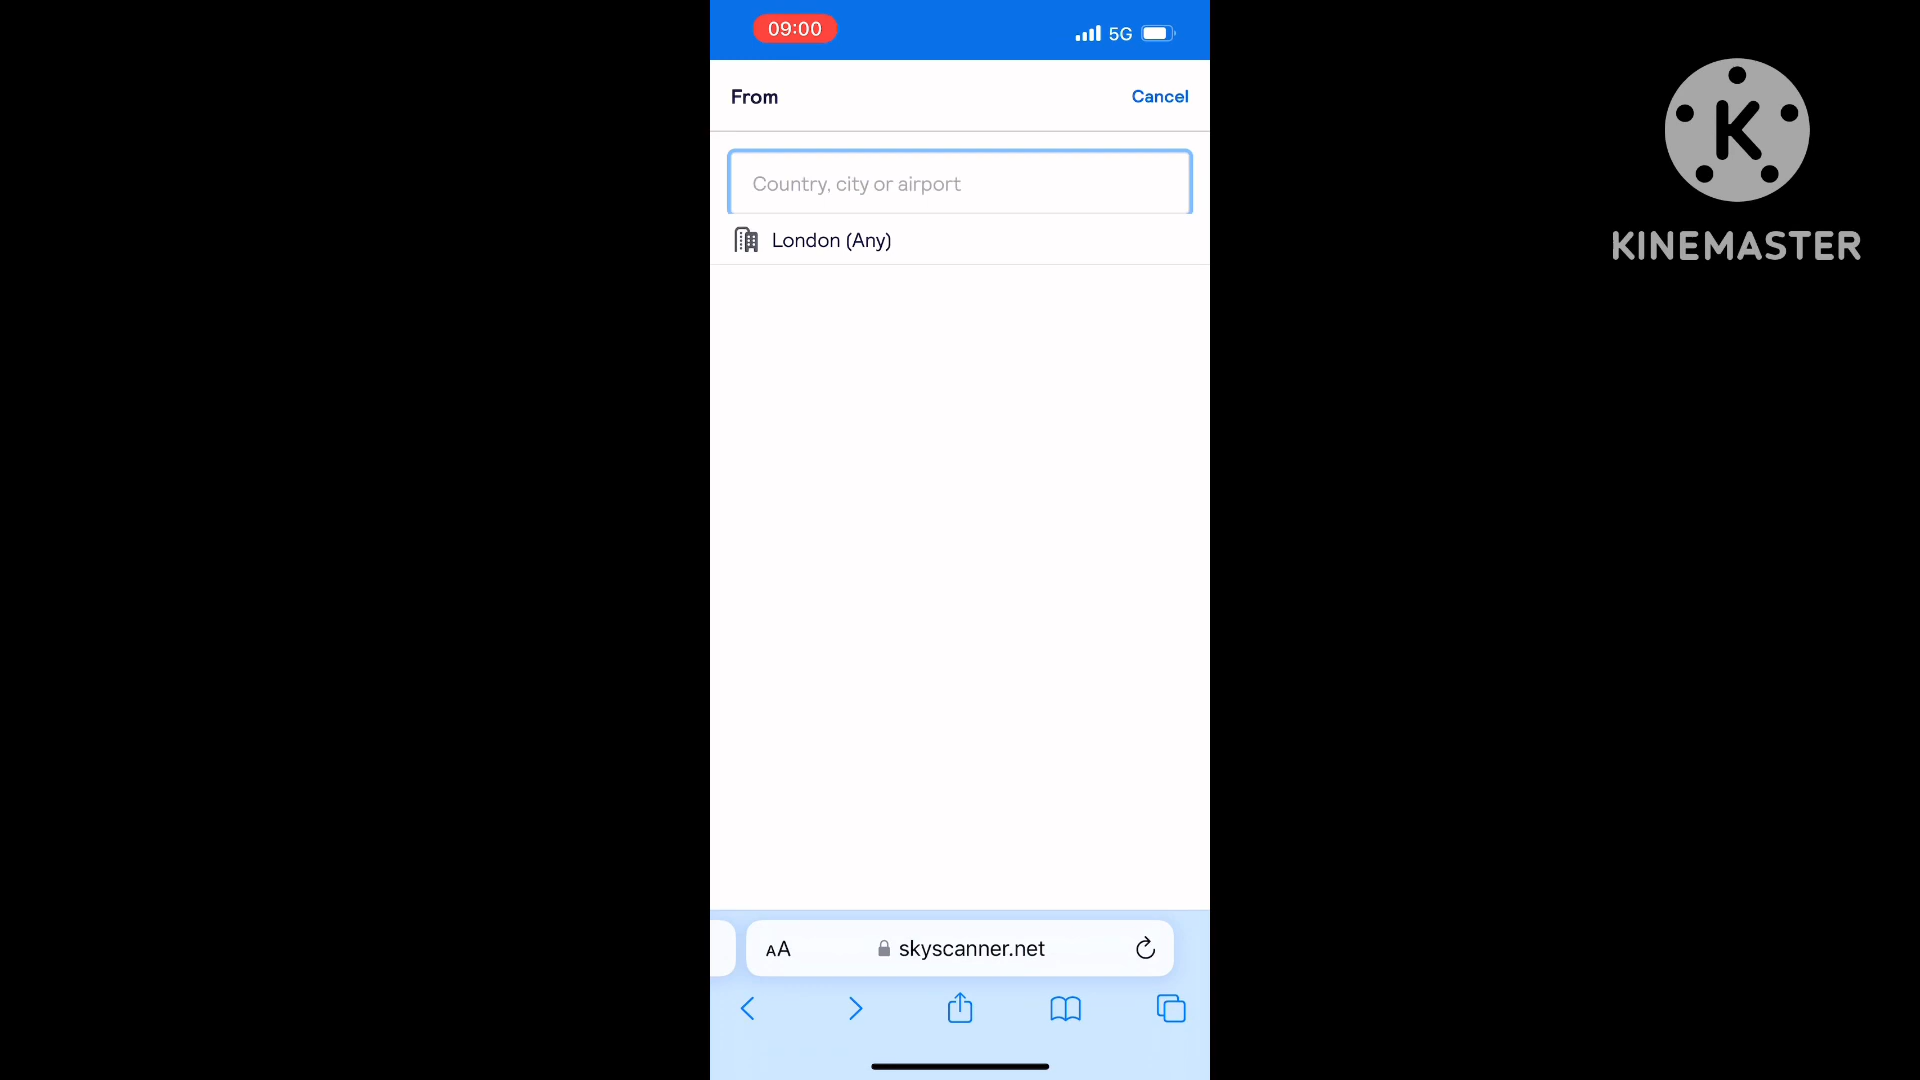 09:00
5G
From
Cancel
Country, city or airport
London (Any)
AA
skyscanner.net
K
KINEMASTER